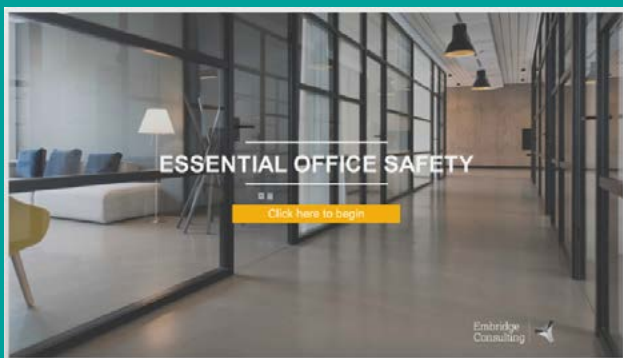 ESSENTIAL OFFICE SAFETY
Click here to begin
Embridge
Consulting